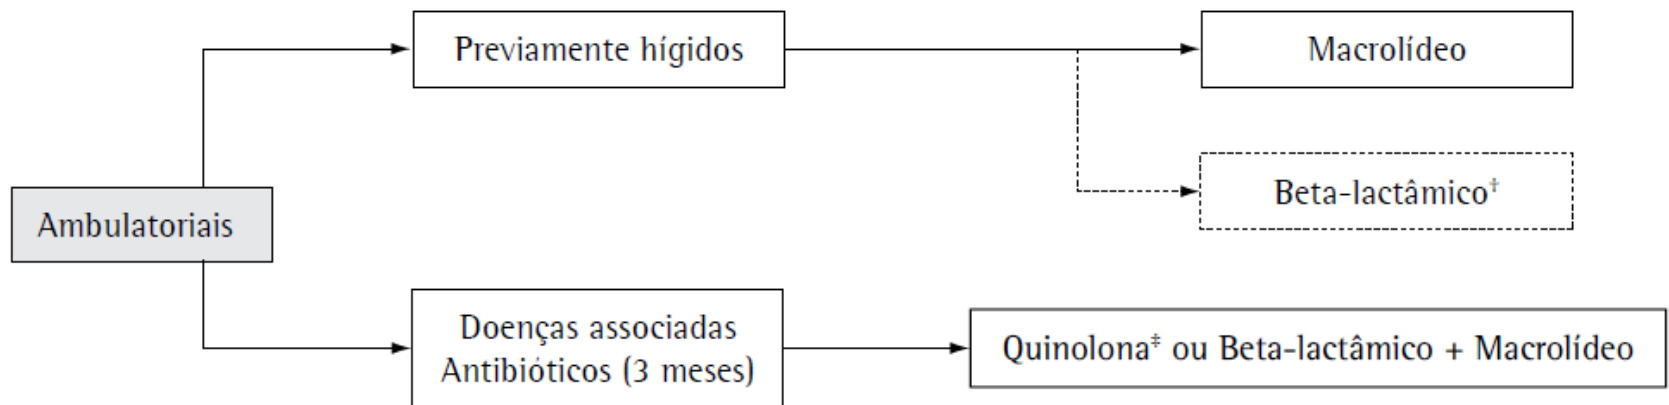 Previamente hígidos
Macrolídeo
Beta-lactâmico†
Ambulatoriais
Doenças associadas
Antibióticos (3 meses)
Quinolona‡ ou Beta-lactâmico + Macrolídeo